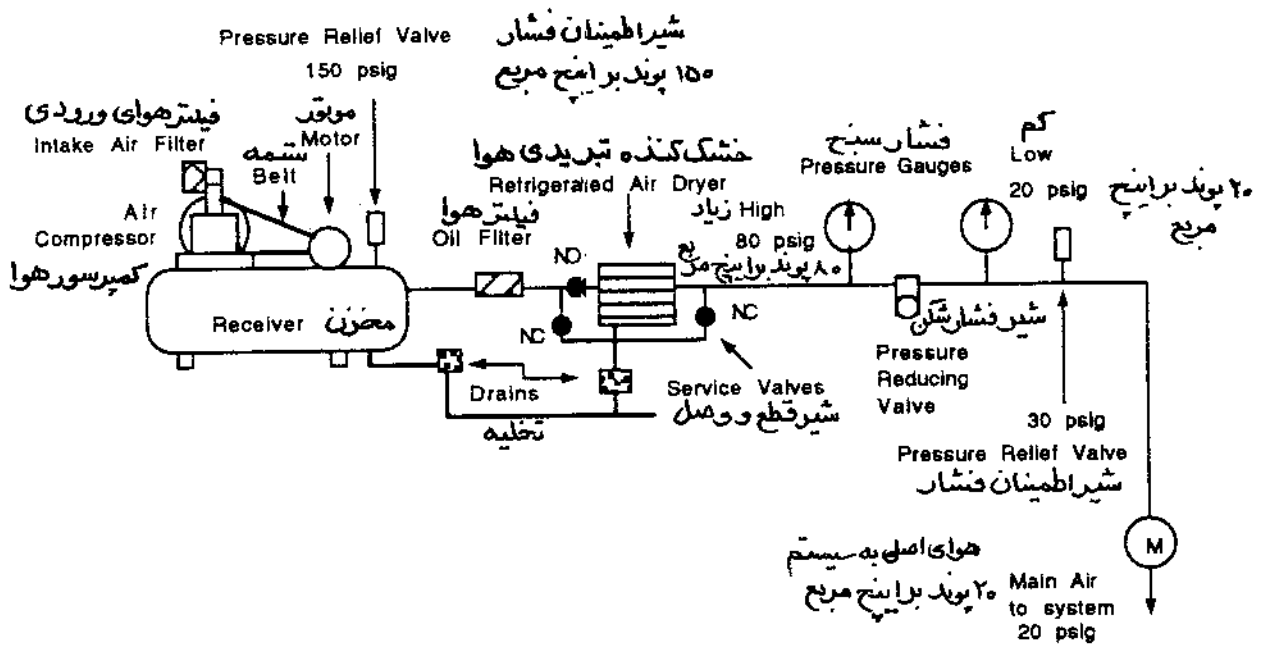 Pressure Relief Valve
150 psig
شیر اطمینان فشار
۱۵۰ پوند بر اینچ مربع
فیلتر هوای ورودی
Intake Air Filter
موتور
Motor
تسمه
Belt
خشک کننده تبریدی هوا
Refrigerated Air Dryer
فشار سنج
Pressure Gauges
کم
Low
20 psig
۲۰ پوند بر اینچ
مربع
Air
Compressor
کمپرسور هوا
فیلتر هوا
Oil Filter
زیاد High
80 psig
۸۰ پوند بر اینچ مربع
NO
NC
NC
Receiver مخزن
شیر فشار شکن
Pressure
Reducing
Valve
Drains
تخلیه
Service Valves
شیر قطع و وصل
30 psig
Pressure Relief Valve
شیر اطمینان فشار
M
هوای اصلی به سیستم
۲۰ پوند بر اینچ مربع
Main Air
to system
20 psig